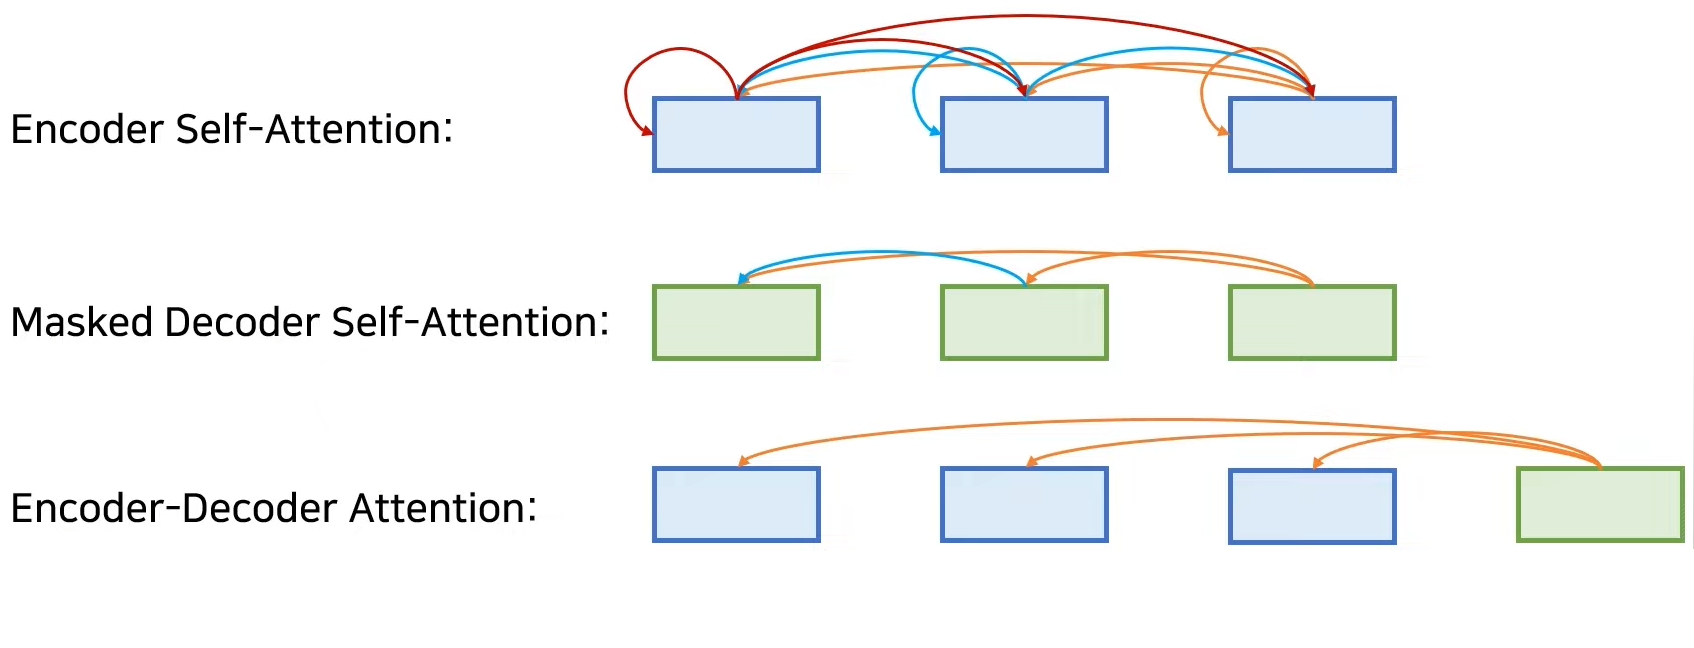 Encoder Self-Attention:
Masked Decoder Self-Attention:
Encoder-Decoder Attention: